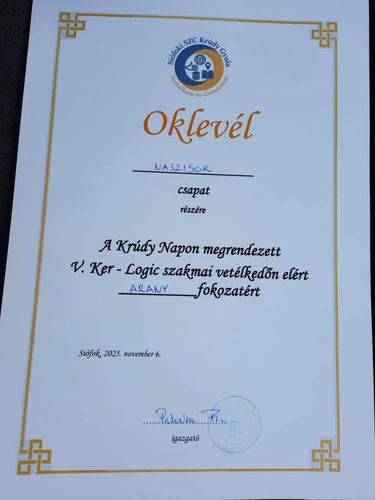 Siófoki SZC Krúdy Gyula
Technikum és Gimnázium
Oklevél
NASZISOK
csapat
részére
A Krúdy Napon megrendezett
V. Ker - Logic szakmai vetélkedőn elért
ARANY fokozatért
Siófok, 2025. november 6.
igazgató